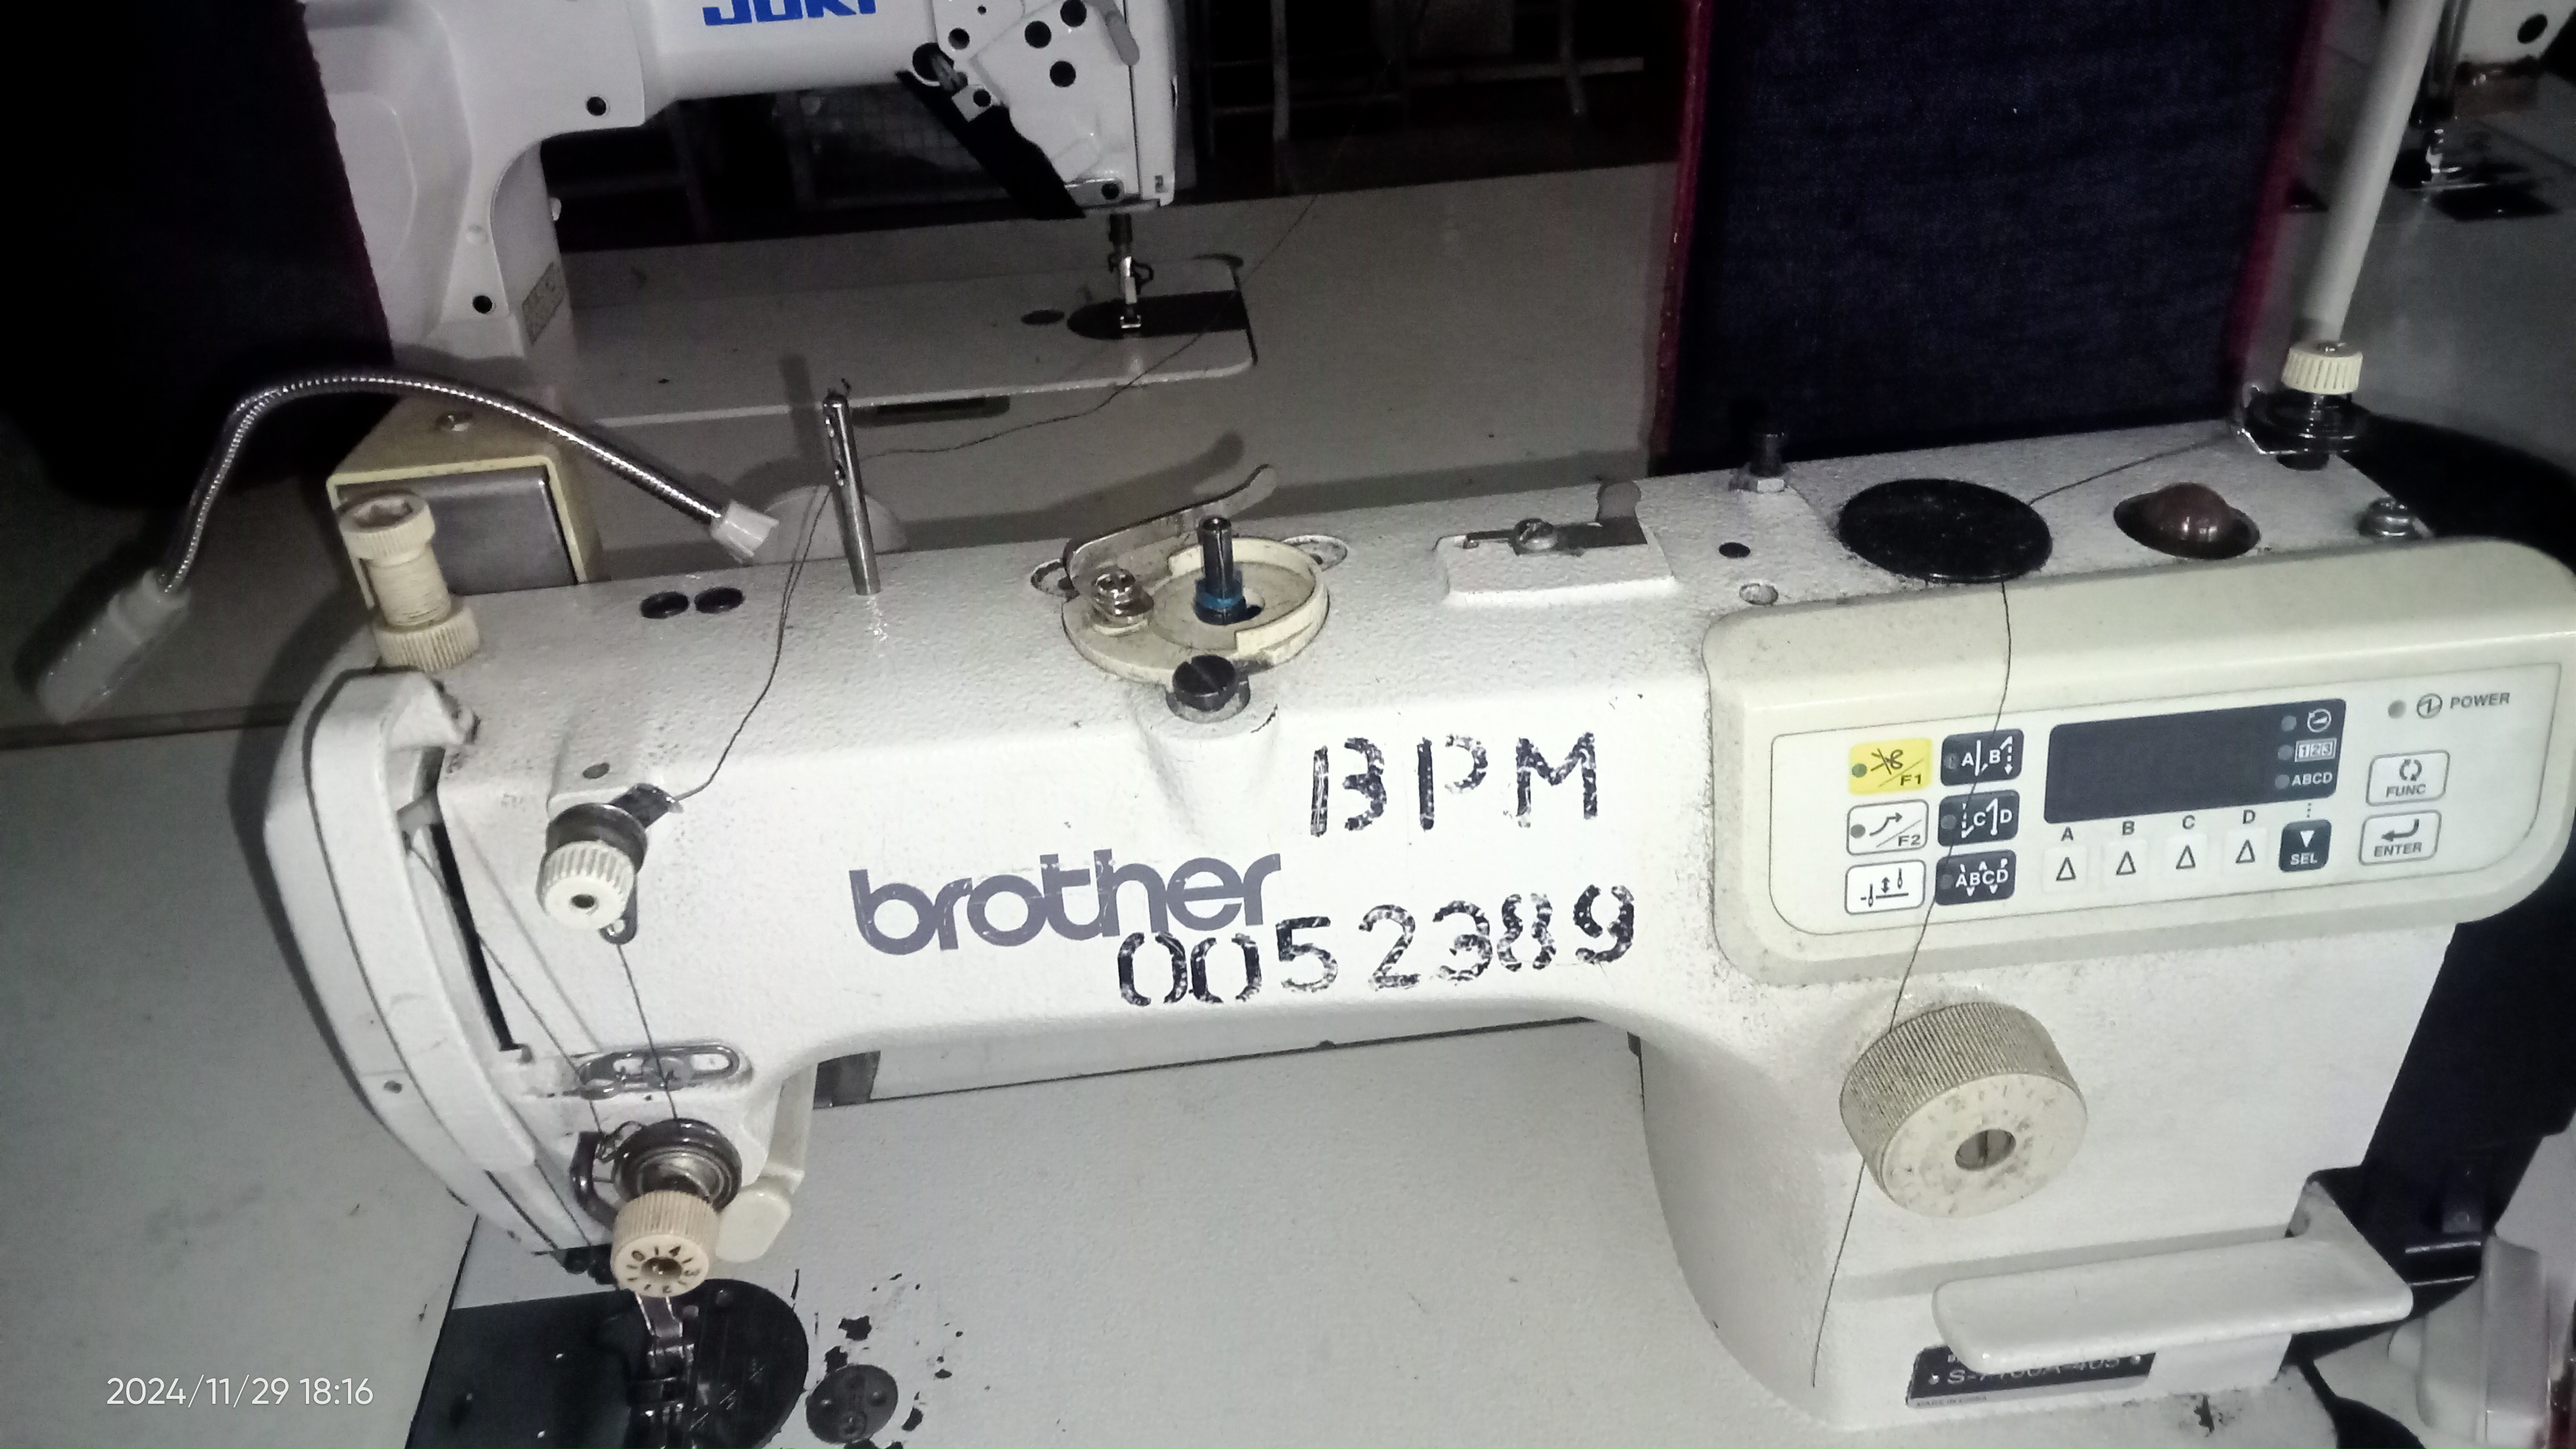 JUKI
BPM
brother
0052389
POWER
F1
A B
ABCD
FUNC
F2
C D
A B C D
SEL
ENTER
ABCD
2024/11/29 18:16